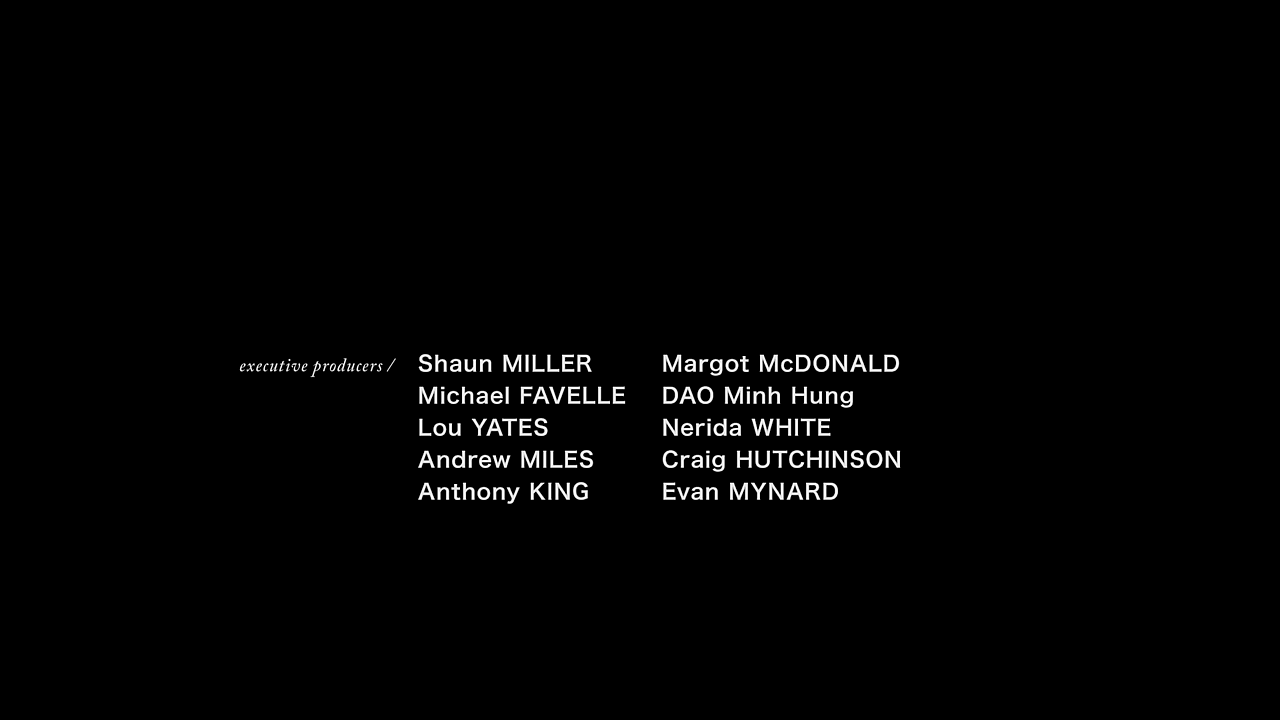 executive producers / Shaun MILLER Margot McDONALD
Michael FAVELLE DAO Minh Hung
Lou YATES Nerida WHITE
Andrew MILES Craig HUTCHINSON
Anthony KING Evan MYNARD